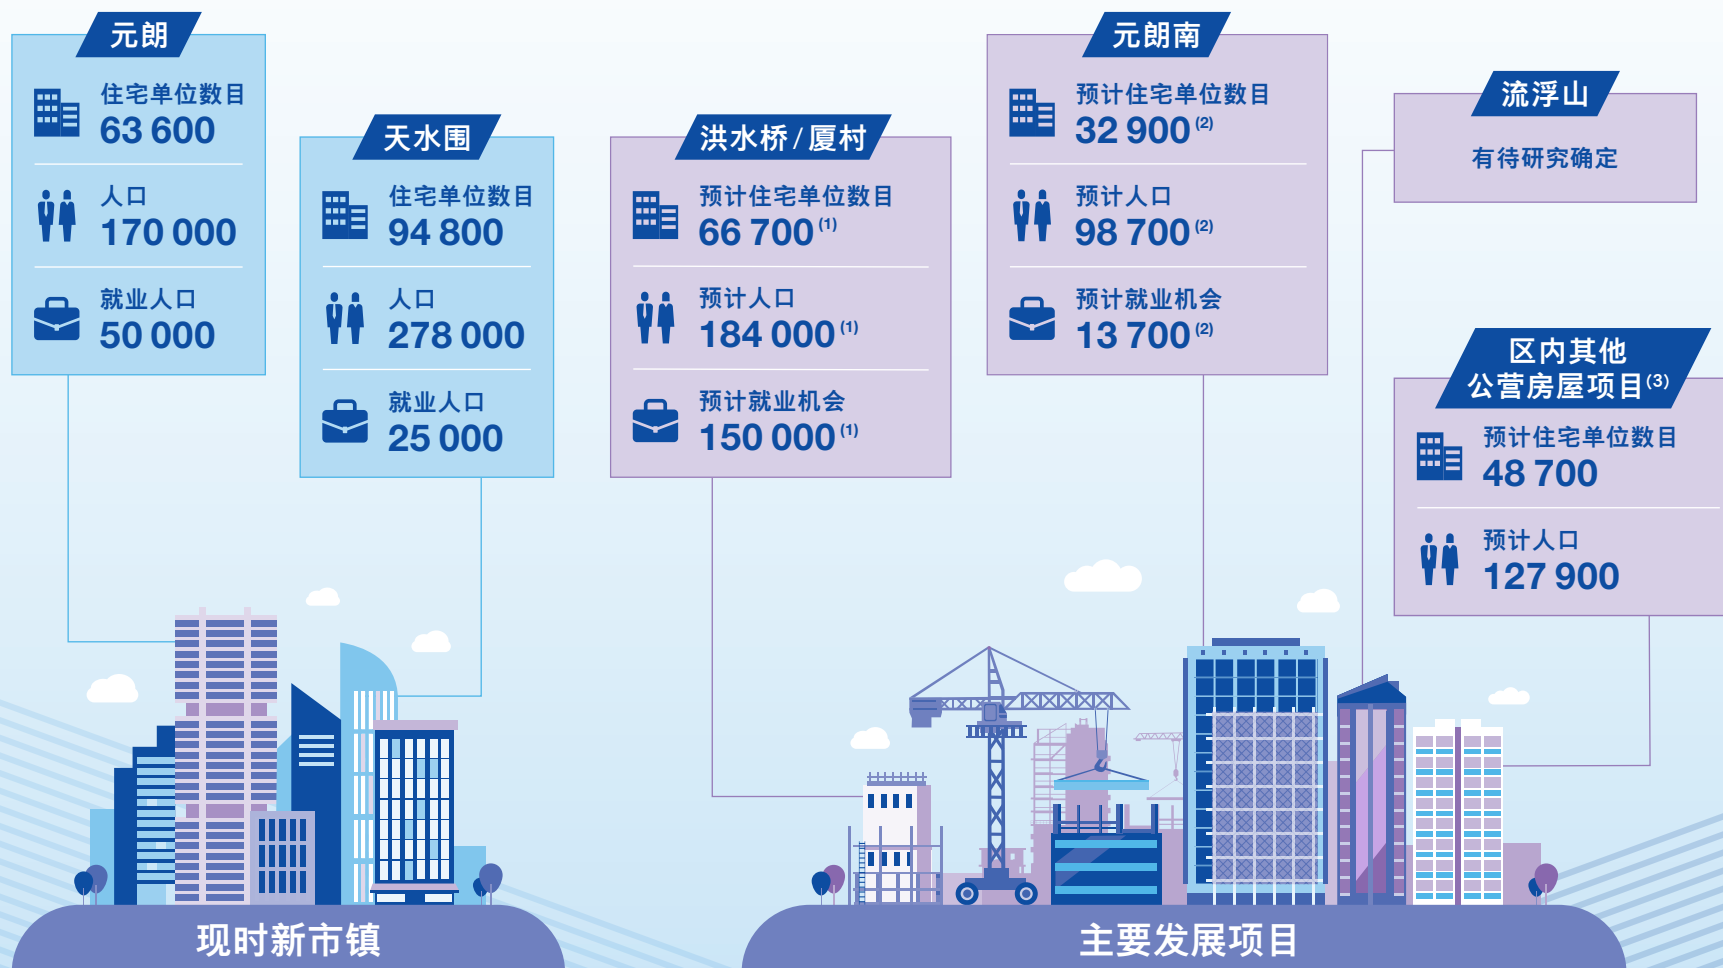 元朗
住宅单位数目
63 600
人口
170 000
就业人口
50 000
天水围
住宅单位数目
94 800
人口
278 000
就业人口
25 000
洪水桥/厦村
预计住宅单位数目
66 700(1)
预计人口
184 000(1)
预计就业机会
150 000(1)
元朗南
预计住宅单位数目
32 900(2)
预计人口
98 700(2)
预计就业机会
13 700(2)
流浮山
有待研究确定
区内其他
公营房屋项目(3)
预计住宅单位数目
48 700
预计人口
127 900
现时新市镇
主要发展项目